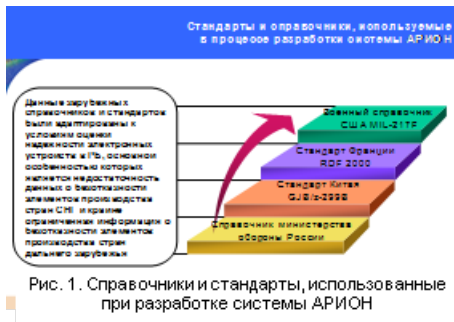 Стандарты и справочники, используемые
в процессе разработки системы АРИОН
Данные зарубежных
справочников и стандартов
были адаптированы к
условиям оценки
надежности электронных
устройств в РБ, основной
особенностью которых
является недостаточность
данных о безотказности
элементов производства
стран СНГ и крайне
ограниченная информация о
безотказности элементов
производства стран
дальнего зарубежья
Военный справочник
США MIL-217F
Стандарт Франции
RDF 2000
Стандарт Китая
GJB/z-299B
Справочник министерства
обороны России
Рис. 1. Справочники и стандарты, использованные
при разработке системы АРИОН